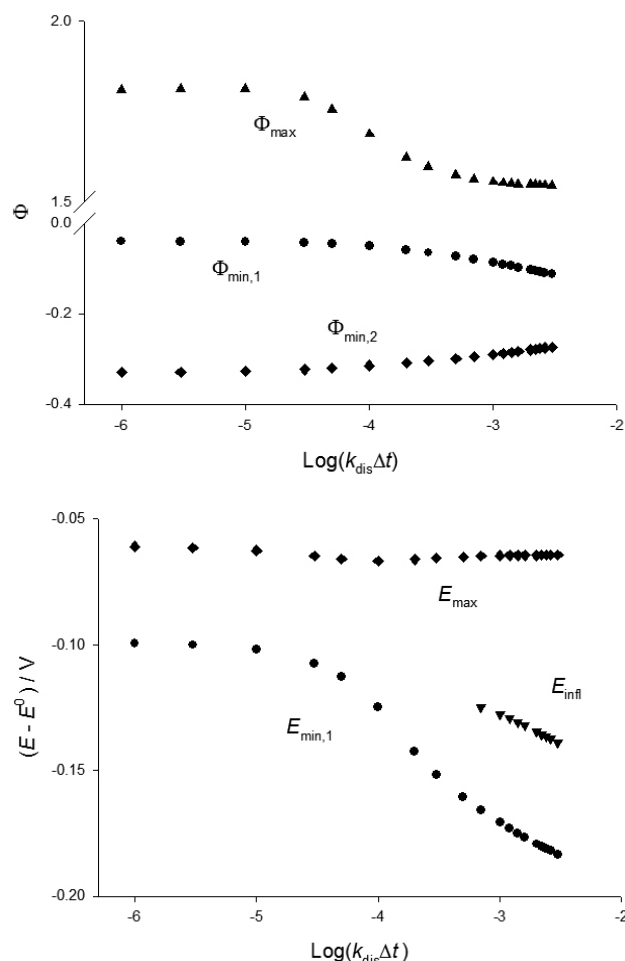 2.0
Φmax
1.5
0.0
Φ
Φmin,1
-0.2
Φmin,2
-0.4
-6 -5 -4 -3 -2
Log(kdisΔt)
-0.05
Emax
-0.10
(E - E⁰) / V
Einfl
Emin,1
-0.15
-0.20
-6 -5 -4 -3 -2
Log(kdisΔt)